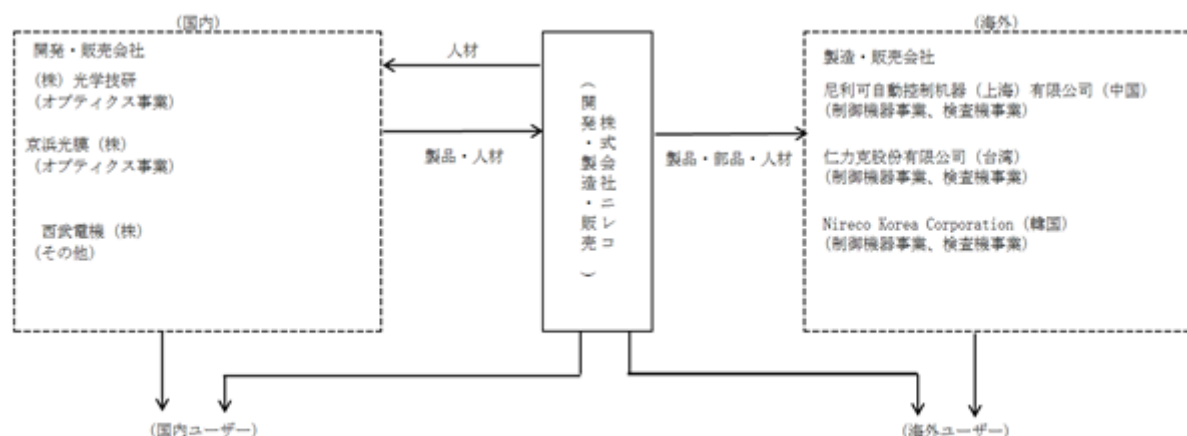 (国内)
開発・販売会社
(株) 光学技研
(オプティクス事業)
京浜光膜 (株)
(オプティクス事業)
西武電機 (株)
(その他)
人材
製品・人材
株式会社ニレコ
(開発・製造・販売)
製品・部品・人材
(海外)
製造・販売会社
尼利可自動控制机器 (上海) 有限公司 (中国)
(制御機器事業、検査機事業)
仁力克股份有限公司 (台湾)
(制御機器事業、検査機事業)
Nireco Korea Corporation (韓国)
(制御機器事業、検査機事業)
(国内ユーザー)
(海外ユーザー)